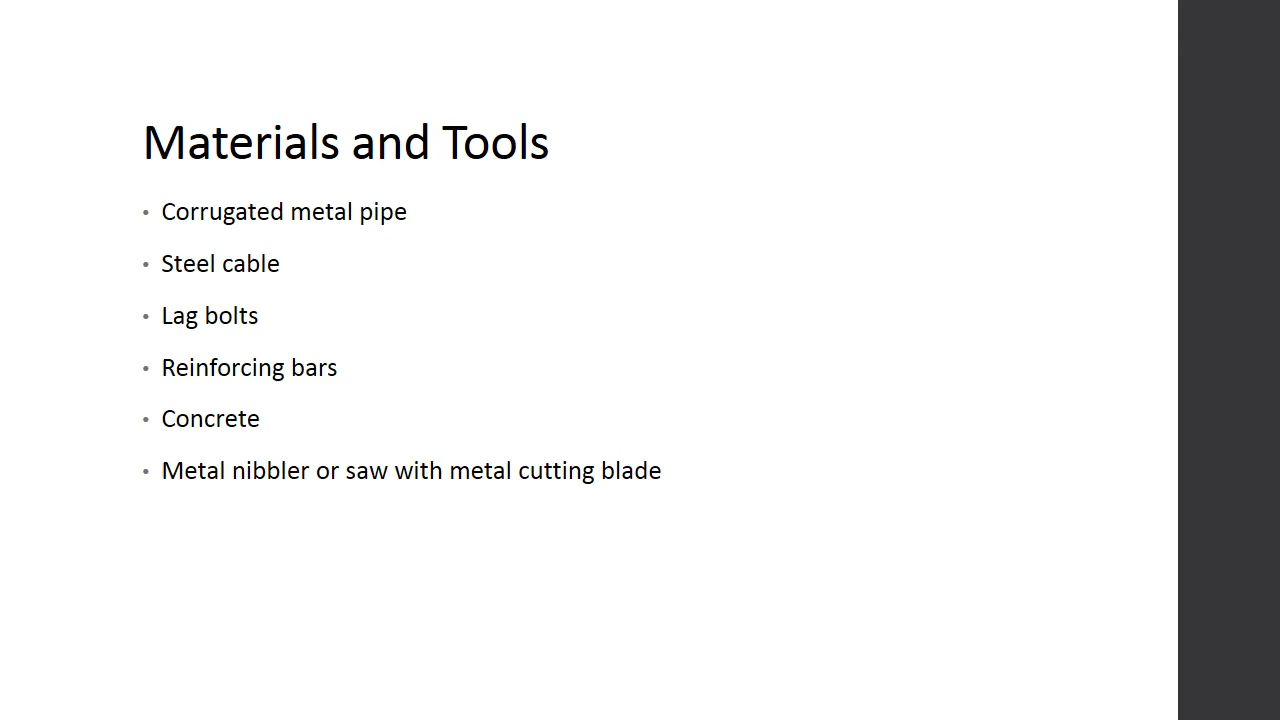 Materials and Tools
• Corrugated metal pipe
• Steel cable
• Lag bolts
• Reinforcing bars
• Concrete
• Metal nibbler or saw with metal cutting blade